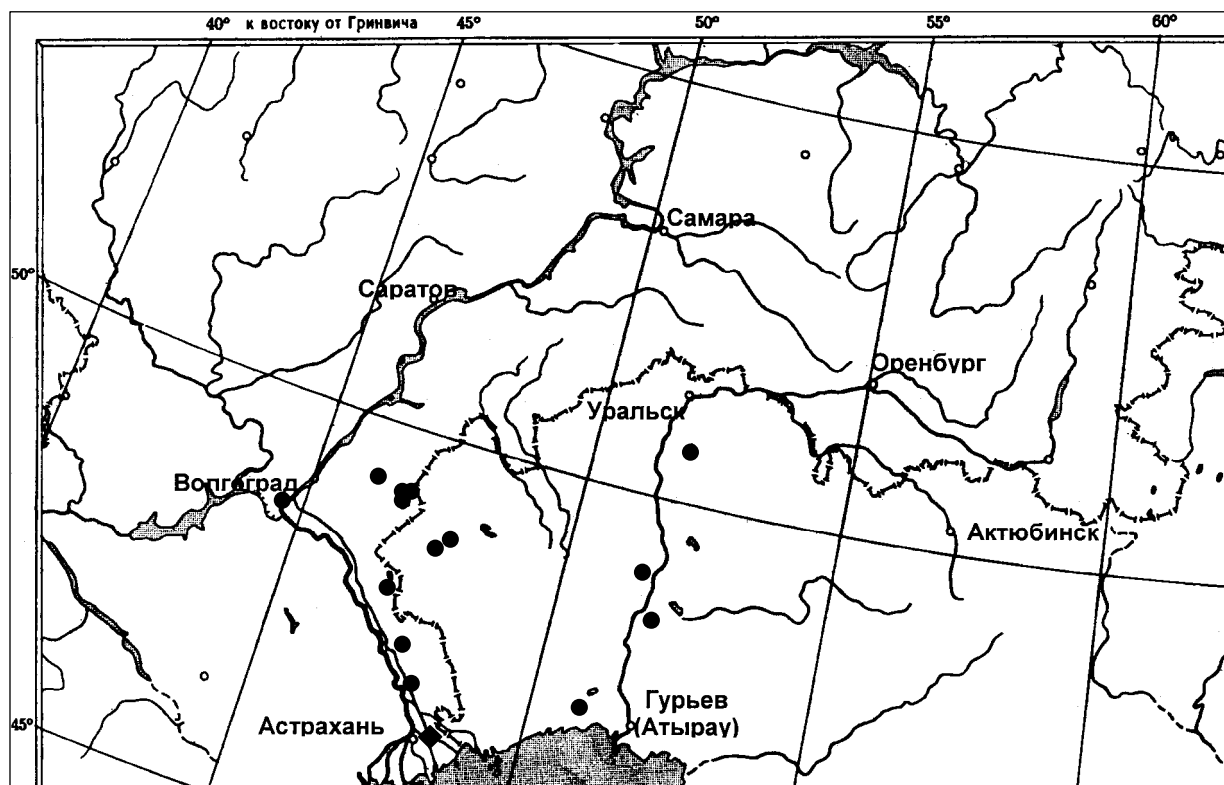 40° к востоку от Гринвича 45° 50° 55° 60°
Самара
50°
Саратов
Оренбург
Уральск
Волгоград
Актюбинск
Гурьев
(Атырау)
Астрахань
45°